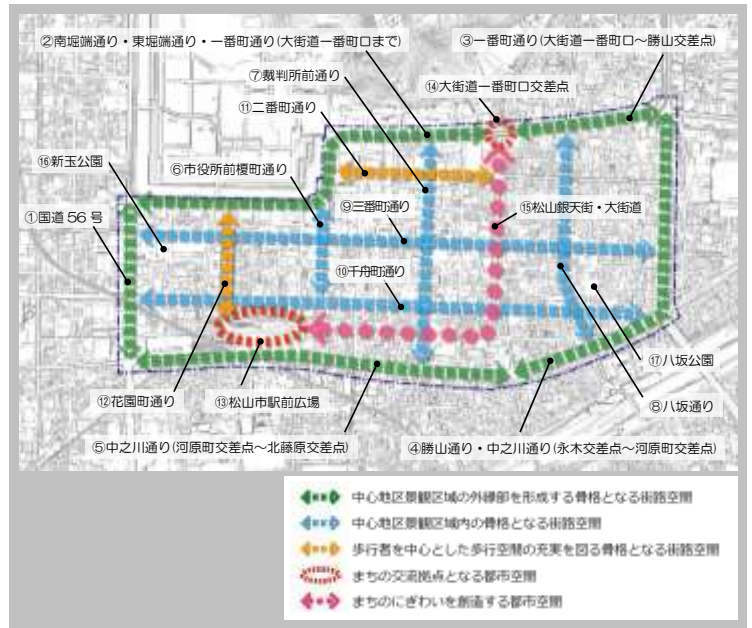 ②南堀端通り・東堀端通り・一番町通り(大街道一番町口まで)
③一番町通り(大街道一番町口～勝山交差点)
⑦裁判所前通り
⑭大街道一番町口交差点
⑪二番町通り
⑯新玉公園
⑥市役所前榎町通り
①国道56号
⑨三番町通り
⑮松山銀天街・大街道
⑩千舟町通り
⑰八坂公園
⑫花園町通り
⑬松山市駅前広場
⑧八坂通り
⑤中之川通り(河原町交差点～北藤原交差点)
④勝山通り・中之川通り(永木交差点～河原町交差点)
中心地区景観区域の外縁部を形成する骨格となる街路空間
中心地区景観区域内の骨格となる街路空間
歩行者を中心とした歩行空間の充実を図る骨格となる街路空間
まちの交流拠点となる都市空間
まちのにぎわいを創造する都市空間